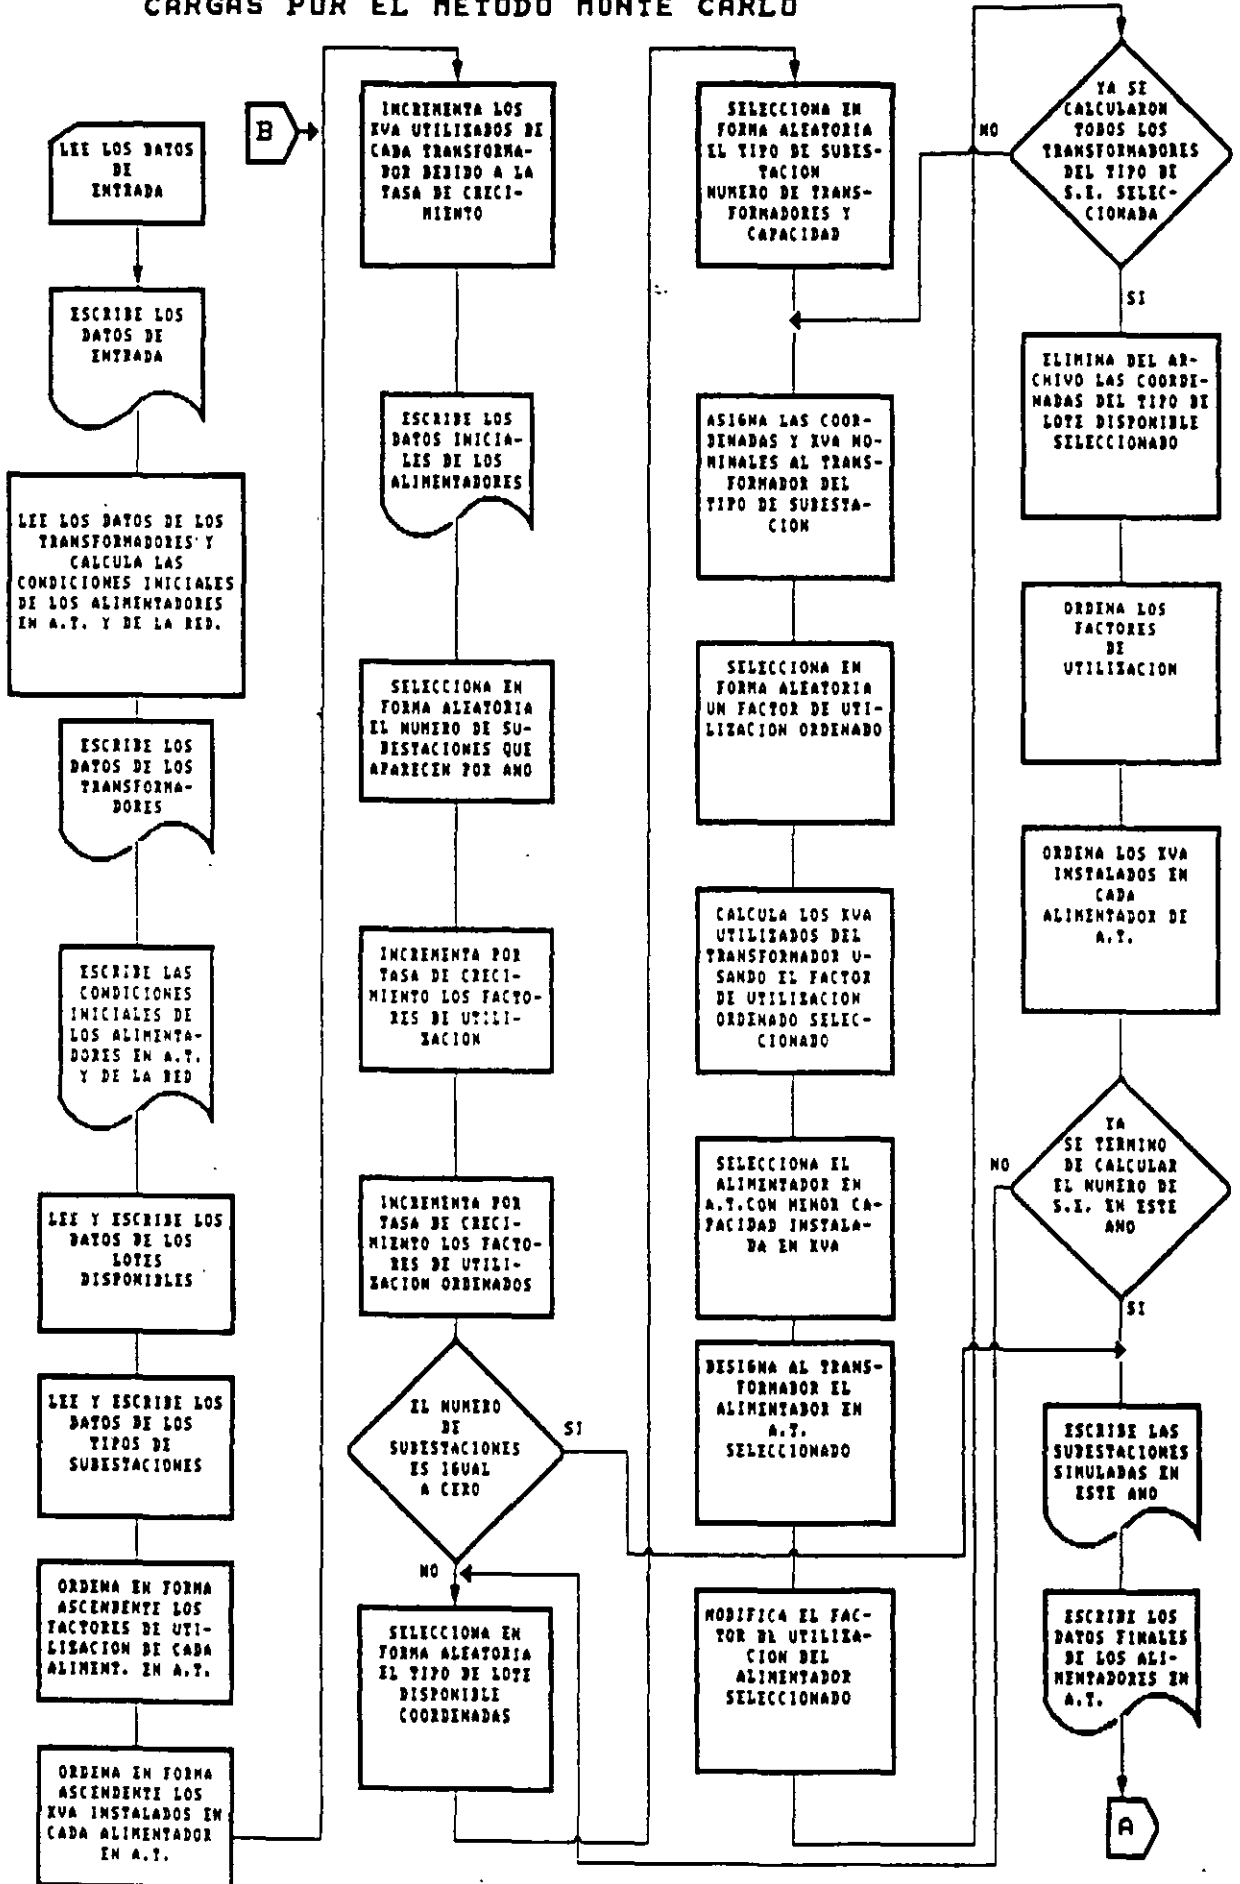 CARGAS POR EL METODO MONTE CARLO
LEE LOS DATOS
DE
ENTRADA
ESCRIBE LOS
DATOS DE
ENTRADA
LEE LOS DATOS DE LOS
TRANSFORMADORES Y
CALCULA LAS
CONDICIONES INICIALES
DE LOS ALIMENTADORES
EN A.T. Y DE LA RED.
ESCRIBE LOS
DATOS DE LOS
TRANSFORMA-
DORES
ESCRIBE LAS
CONDICIONES
INICIALES DE
LOS ALIMENTA-
DORES EN A.T.
Y DE LA RED
LEE Y ESCRIBE LOS
DATOS DE LOS
LOTES
DISPONIBLES
LEE Y ESCRIBE LOS
DATOS DE LOS
TIPOS DE
SUBESTACIONES
ORDENA EN FORMA
ASCENDENTE LOS
FACTORES DE UTI-
LIZACION DE CADA
ALIMENT. EN A.T.
ORDENA EN FORMA
ASCENDENTE LOS
KVA INSTALADOS EN
CADA ALIMENTADOR
EN A.T.
B
INCREMENTA LOS
KVA UTILIZADOS DE
CADA TRANSFORMA-
DOR DEBIDO A LA
TASA DE CRECI-
MIENTO
ESCRIBE LOS
DATOS INICIA-
LES DE LOS
ALIMENTADORES
SELECCIONA EN
FORMA ALEATORIA
EL NUMERO DE SU-
BESTACIONES QUE
APARECEN POR ANO
INCREMENTA POR
TASA DE CRECI-
MIENTO LOS FACTO-
RES DE UTILI-
ZACION
INCREMENTA POR
TASA DE CRECI-
MIENTO LOS FACTO-
RES DE UTILI-
ZACION ORDENADOS
EL NUMERO
DE
SUBESTACIONES
ES IGUAL
A CERO
SI
NO
SELECCIONA EN
FORMA ALEATORIA
EL TIPO DE LOTE
DISPONIBLE
COORDENADAS
SELECCIONA EN
FORMA ALEATORIA
EL TIPO DE SUBES-
TACION
NUMERO DE TRANS-
FORMADORES Y
CAPACIDAD
ASIGNA LAS COOR-
DENADAS Y KVA NO-
MINALES AL TRANS-
FORMADOR DEL
TIPO DE SUBESTA-
CION
SELECCIONA EN
FORMA ALEATORIA
UN FACTOR DE UTI-
LIZACION ORDENADO
CALCULA LOS KVA
UTILIZADOS DEL
TRANSFORMADOR U-
SANDO EL FACTOR
DE UTILIZACION
ORDENADO SELEC-
CIONADO
SELECCIONA EL
ALIMENTADOR EN
A.T.CON MENOR CA-
PACIDAD INSTALA-
DA EN KVA
DESIGNA AL TRANS-
FORMADOR EL
ALIMENTADOR EN
A.T.
SELECCIONADO
MODIFICA EL FAC-
TOR DE UTILIZA-
CION DEL
ALIMENTADOR
SELECCIONADO
YA SE
CALCULARON
TODOS LOS
TRANSFORMADORES
DEL TIPO DE
S.E. SELEC-
CIONADA
NO
SI
ELIMINA DEL AR-
CHIVO LAS COORDE-
NADAS DEL TIPO DE
LOTE DISPONIBLE
SELECCIONADO
ORDENA LOS
FACTORES
DE
UTILIZACION
ORDENA LOS KVA
INSTALADOS EN
CADA
ALIMENTADOR DE
A.T.
YA
SE TERMINO
DE CALCULAR
EL NUMERO DE
S.E. EN ESTE
ANO
NO
SI
ESCRIBE LAS
SUBESTACIONES
SIMULADAS EN
ESTE ANO
ESCRIBE LOS
DATOS FINALES
DE LOS ALI-
MENTADORES EN
A.T.
A